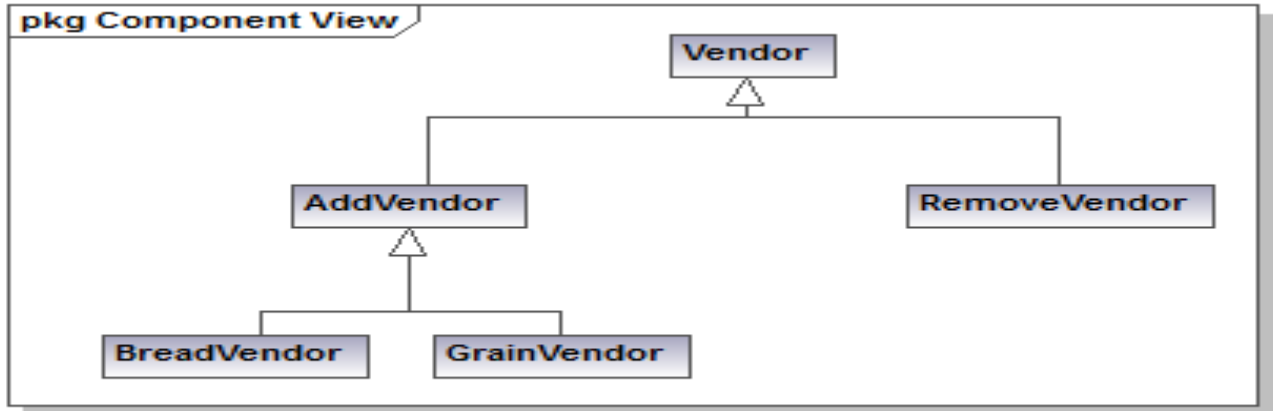 pkg Component View
Vendor
AddVendor
RemoveVendor
BreadVendor
GrainVendor